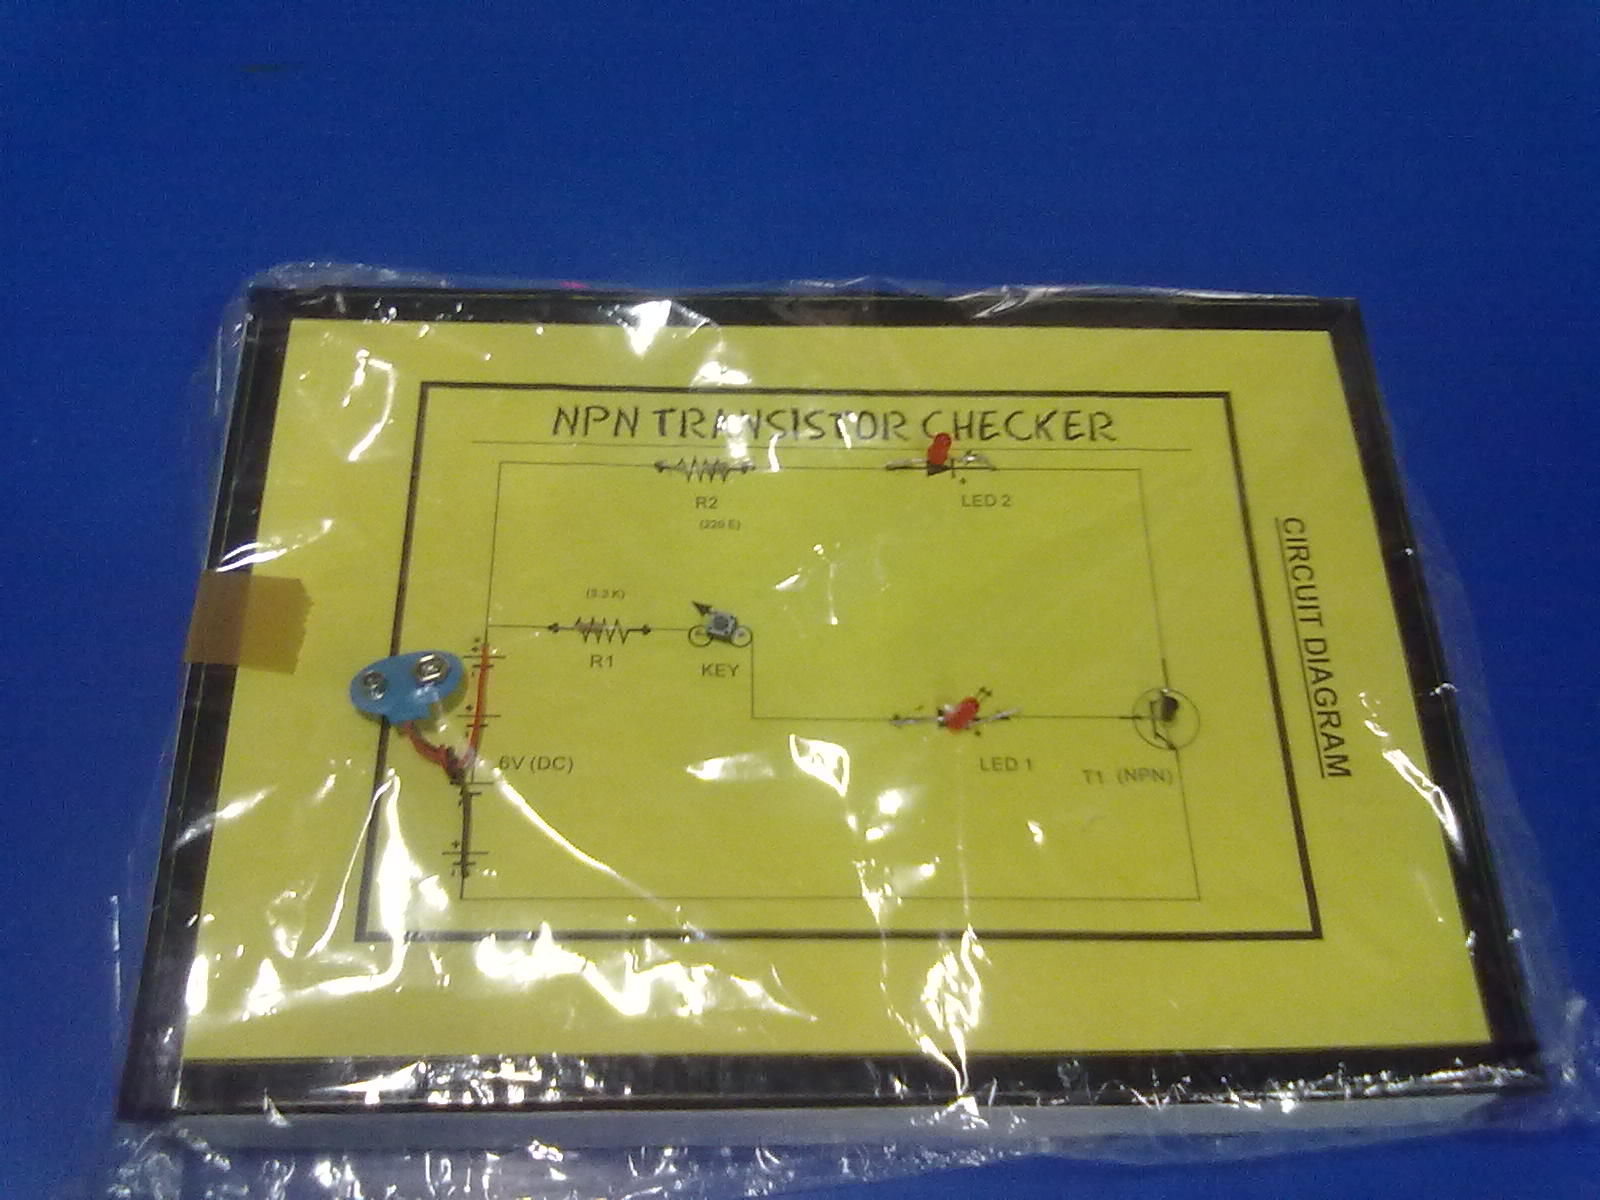 NPN TRANSISTOR CHECKER
R2
(220 E)
LED 2
(3.3 K)
R1
KEY
6V (DC)
LED 1
T1 (NPN)
CIRCUIT DIAGRAM